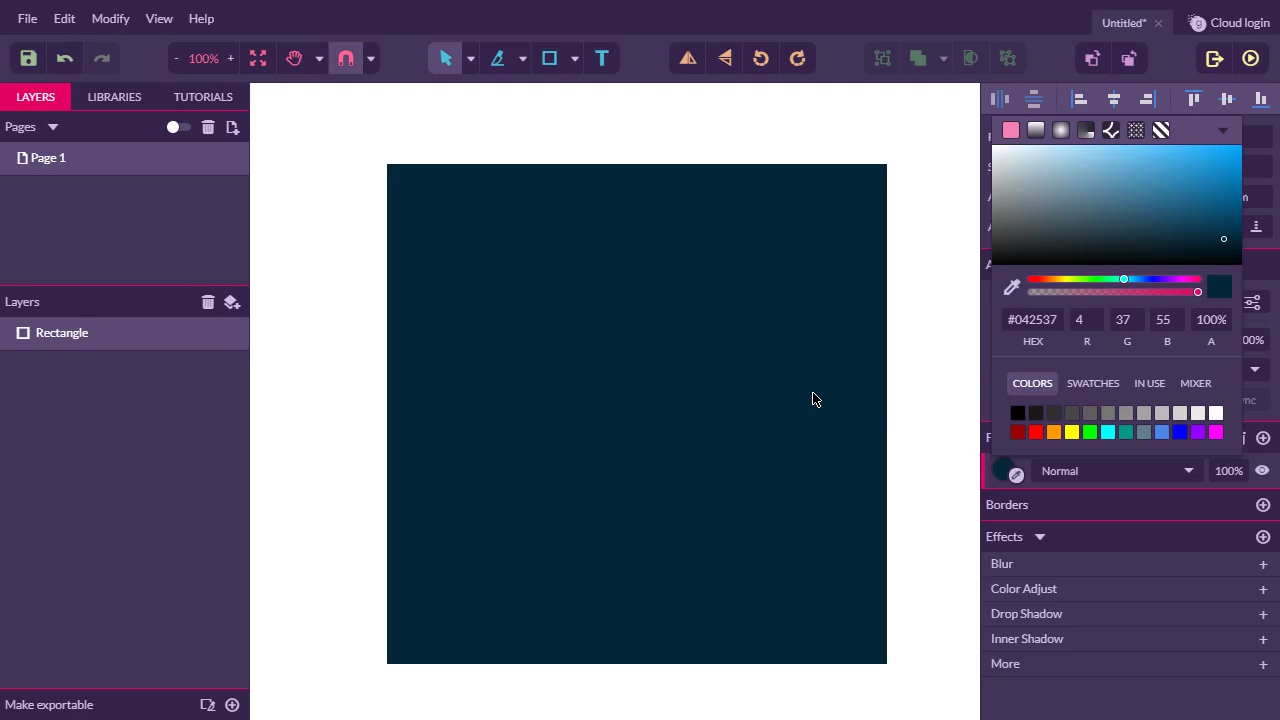 File Edit Modify View Help
Untitled* Cloud login
- 100% +
LAYERS LIBRARIES TUTORIALS
Pages
Page 1
Layers
Rectangle
#042537 4 37 55 100%
HEX R G B A
COLORS SWATCHES IN USE MIXER
Normal 100%
Borders
Effects
Blur
Color Adjust
Drop Shadow
Inner Shadow
More
Make exportable